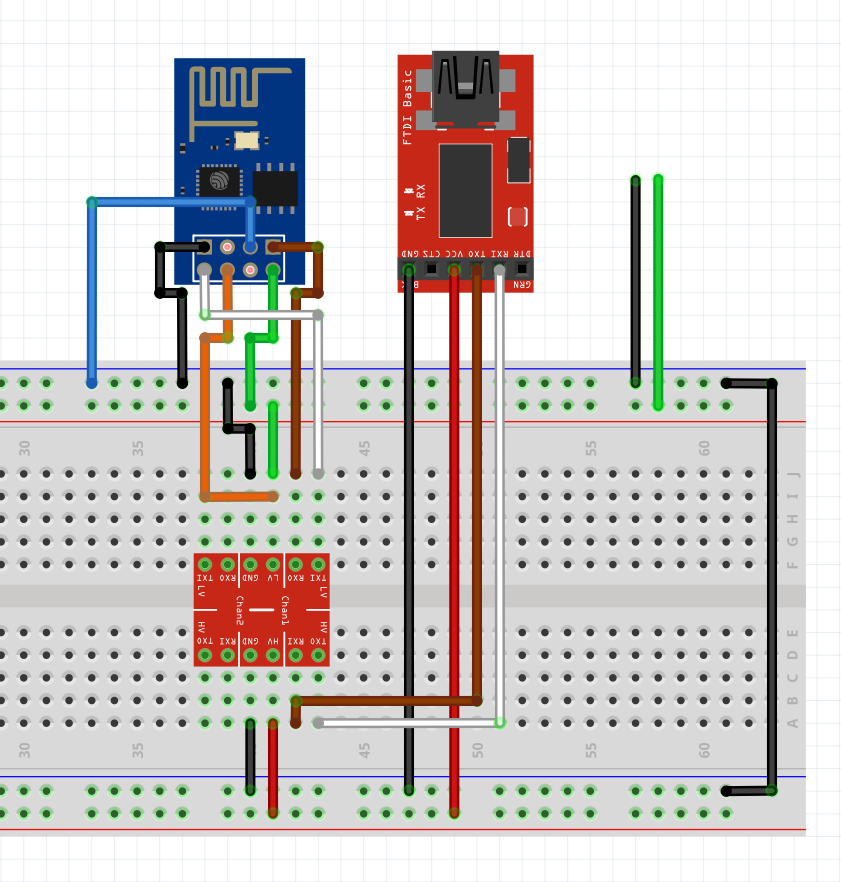 FTDI Basic
TX RX
GND CTS VCC TXO RXI DTR
B GRN
30 35 45 55 60
J
I
H
G
F
TXI RXO GND LV RXO TXI
LV LV
Chan2 Chan1
HV HV
TXO RXI GND HV RXI TXO
E
D
C
B
A
30 35 45 50 55 60